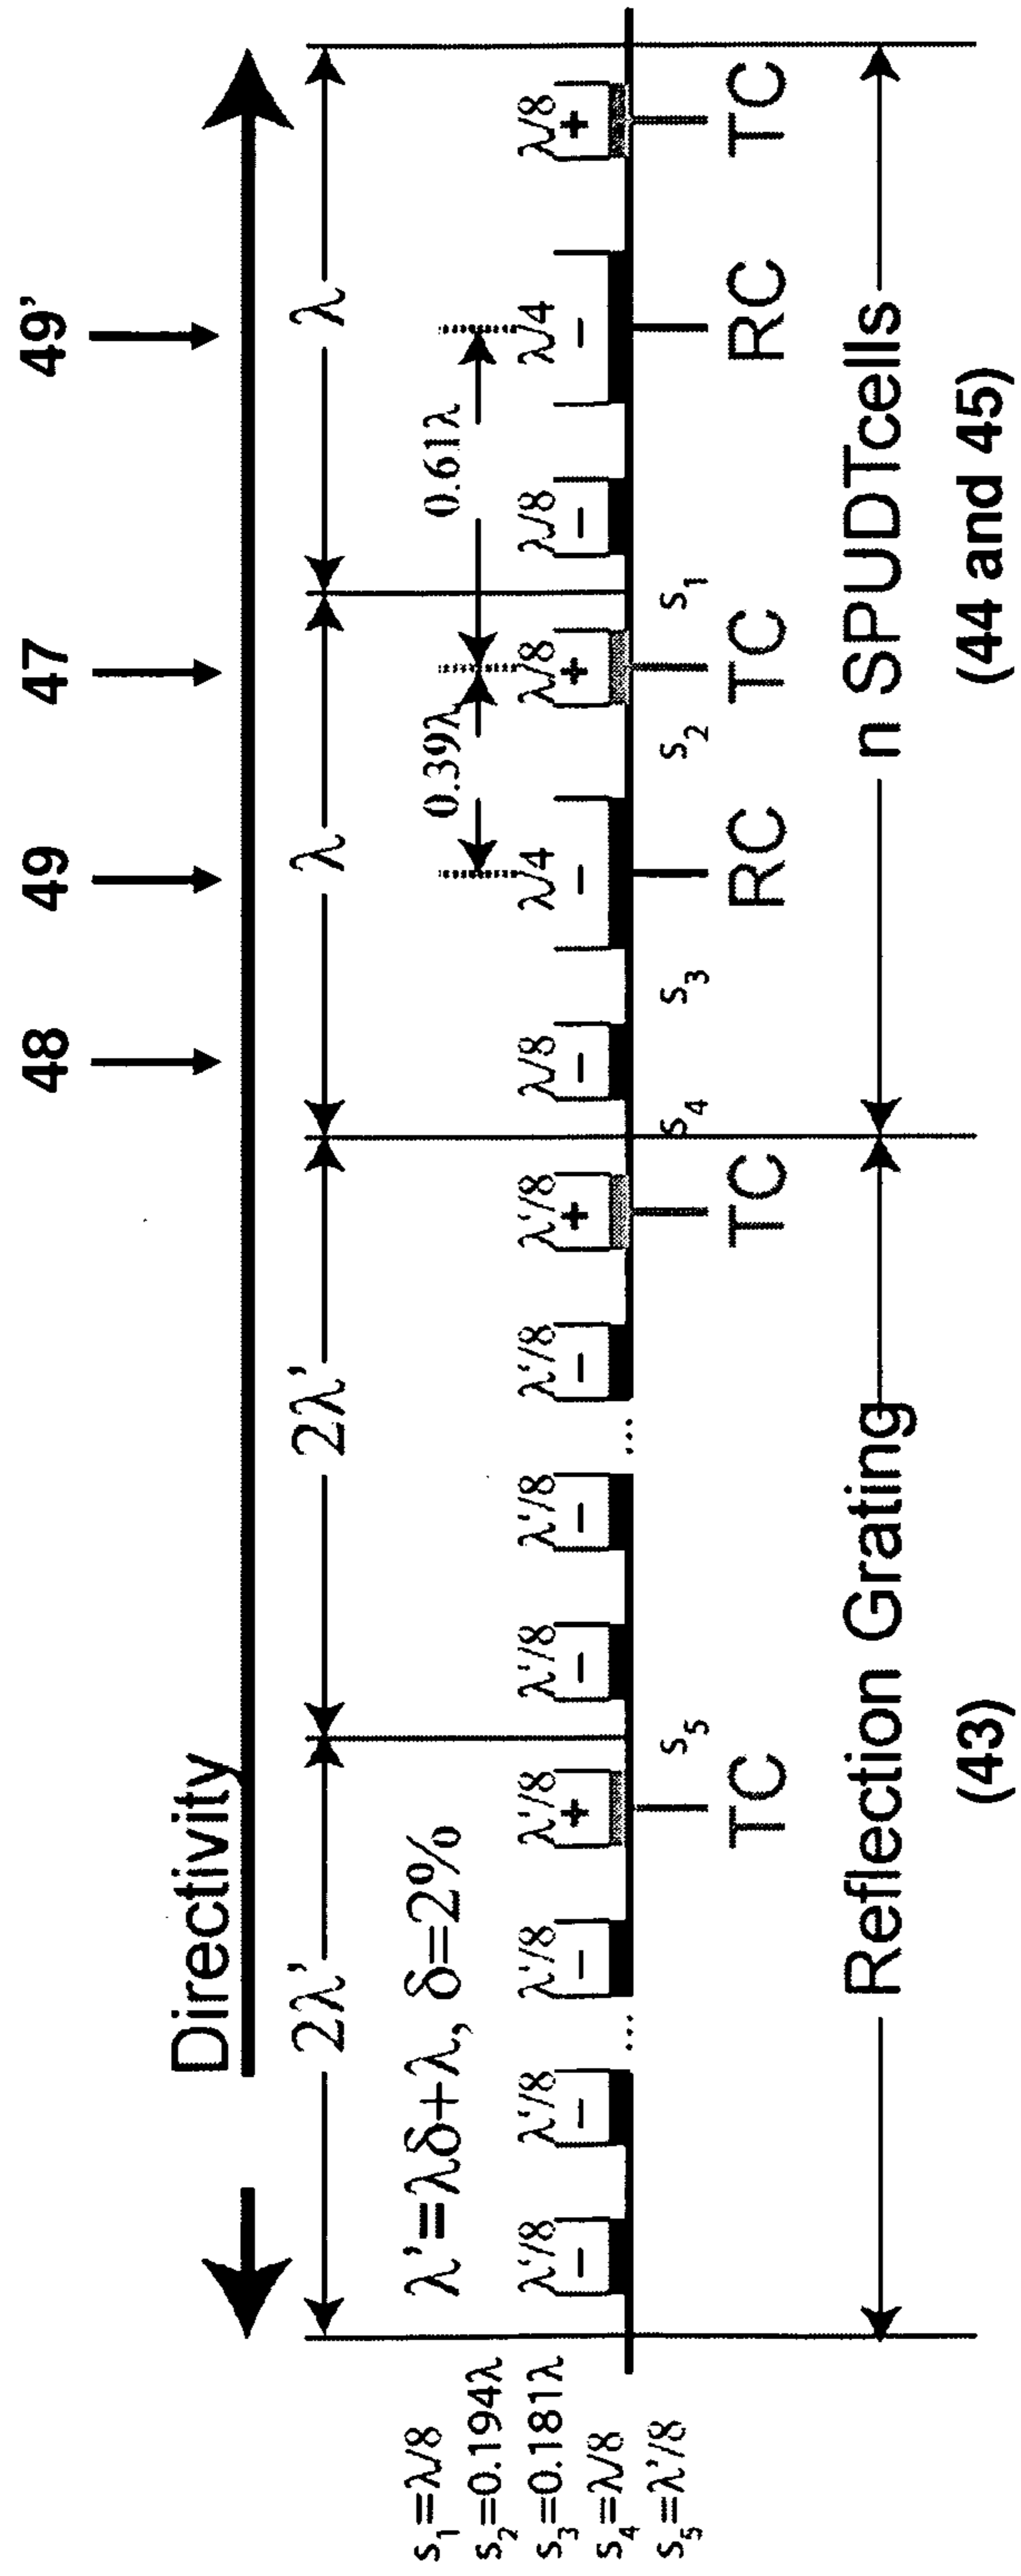 49'
47
49
48
Directivity
2λ' 2λ' λ λ
λ'=λδ+λ, δ=2%
0.39λ 0.61λ
λ'/8 λ'/8 λ'/8 λ'/8 λ'/8 λ'/8 λ'/8 λ'/8 λ/8 λ/4 λ/8 λ/8 λ/4 λ/8
− − − + − − − + − − + − − +
... ...
s₁=λ/8
s₂=0.194λ
s₃=0.181λ
s₄=λ/8
s₅=λ'/8
s₅ s₄ s₃ s₂ s₁
TC TC RC TC RC TC
Reflection Grating
(43)
n SPUDTcells
(44 and 45)